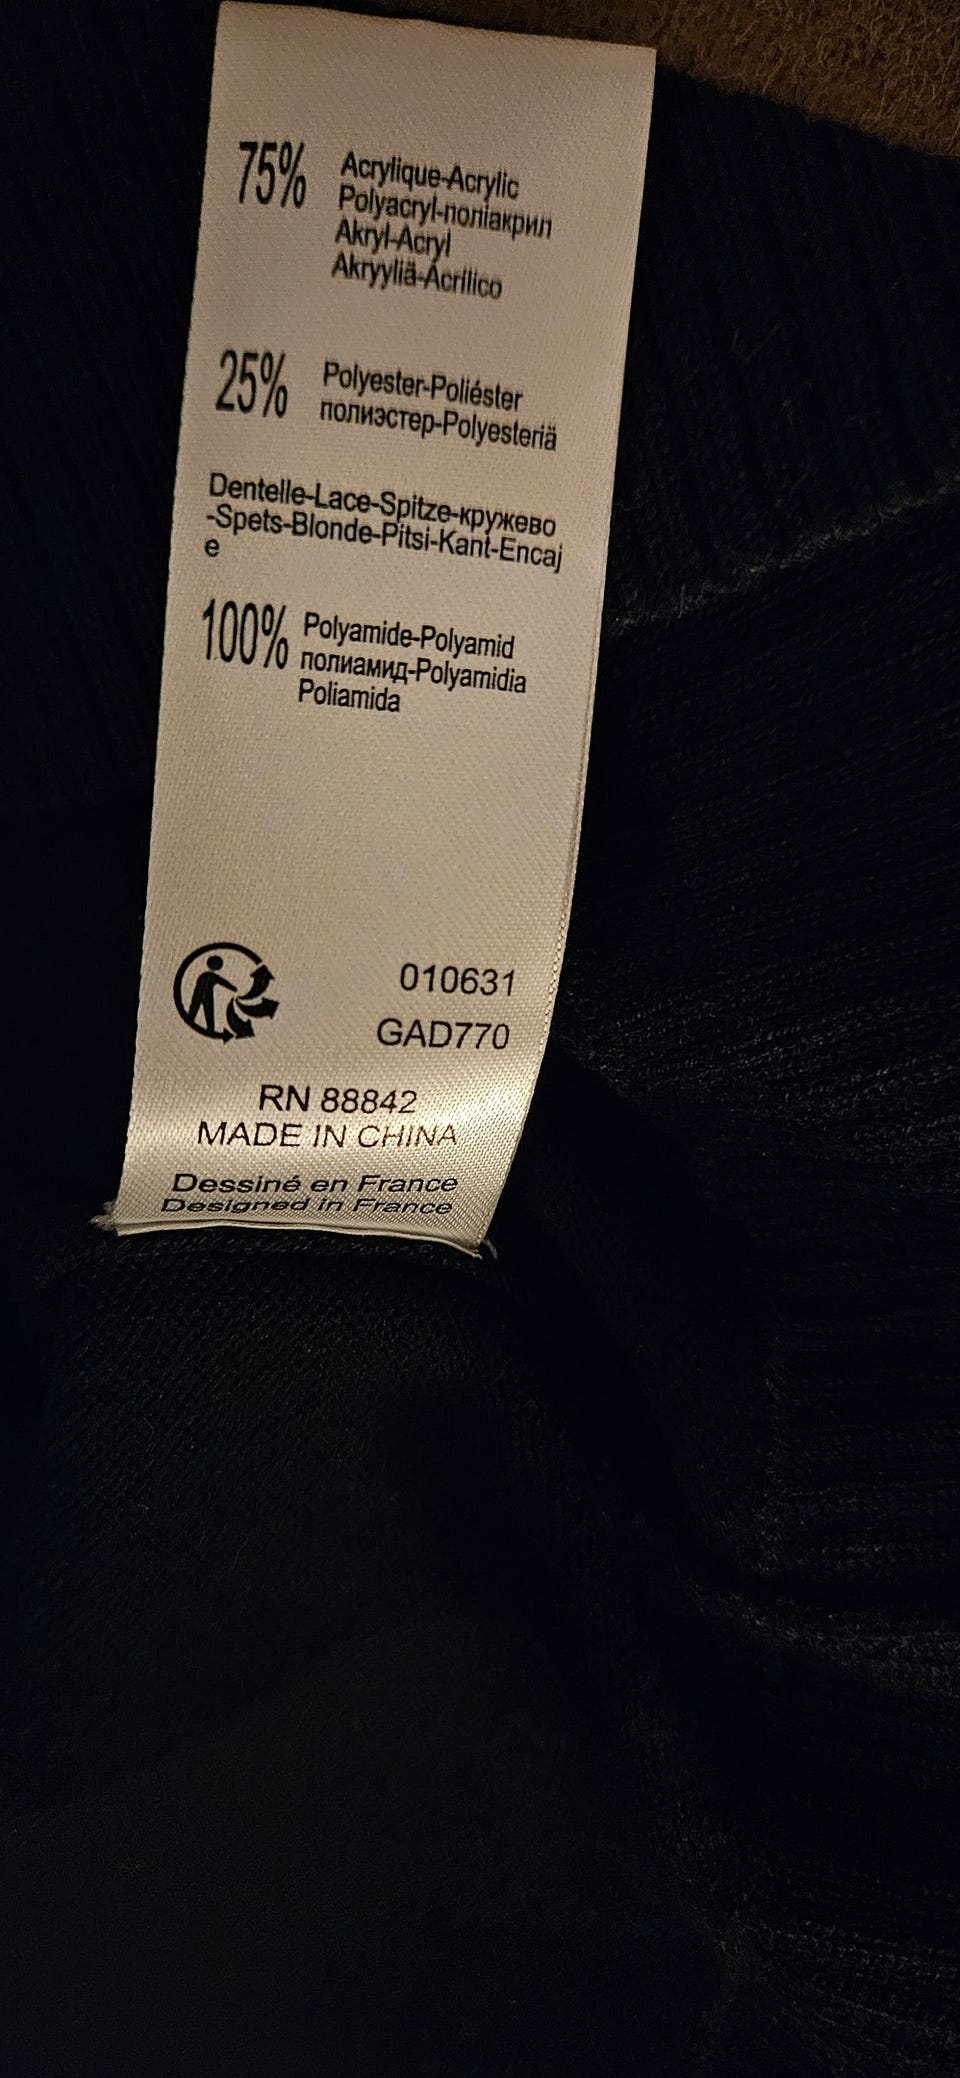 75% Acrylique-Acrylic
Polyacryl-поліакрил
Akryl-Acryl
Akryyliä-Acrílico
25% Polyester-Poliéster
полиэстер-Polyesteriä
Dentelle-Lace-Spitze-кружево
-Spets-Blonde-Pitsi-Kant-Encaj
e
100% Polyamide-Polyamid
полиамид-Polyamidia
Poliamida
010631
GAD770
RN 88842
MADE IN CHINA
Dessiné en France
Designed in France